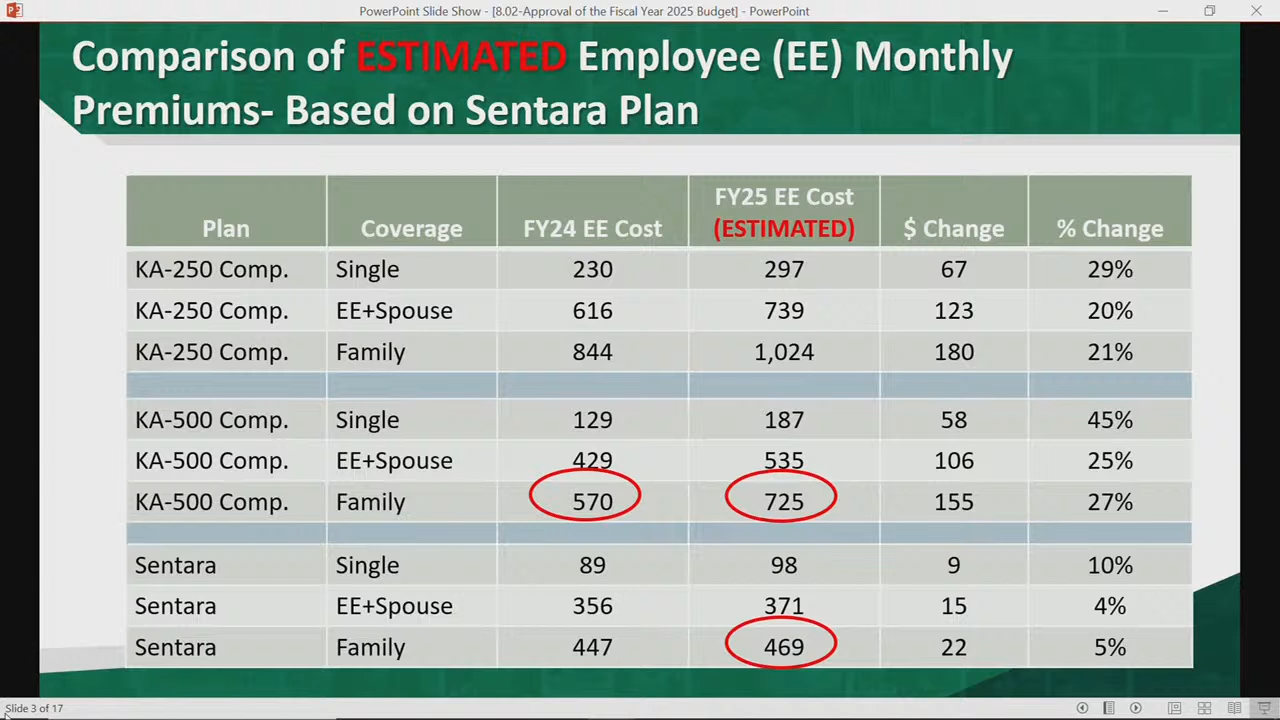 PowerPoint Slide Show - [8.02-Approval of the Fiscal Year 2025 Budget] - PowerPoint
Comparison of ESTIMATED Employee (EE) Monthly
Premiums- Based on Sentara Plan
Plan Coverage FY24 EE Cost FY25 EE Cost (ESTIMATED) $ Change % Change
KA-250 Comp. Single 230 297 67 29%
KA-250 Comp. EE+Spouse 616 739 123 20%
KA-250 Comp. Family 844 1,024 180 21%
KA-500 Comp. Single 129 187 58 45%
KA-500 Comp. EE+Spouse 429 535 106 25%
KA-500 Comp. Family 570 725 155 27%
Sentara Single 89 98 9 10%
Sentara EE+Spouse 356 371 15 4%
Sentara Family 447 469 22 5%
Slide 3 of 17